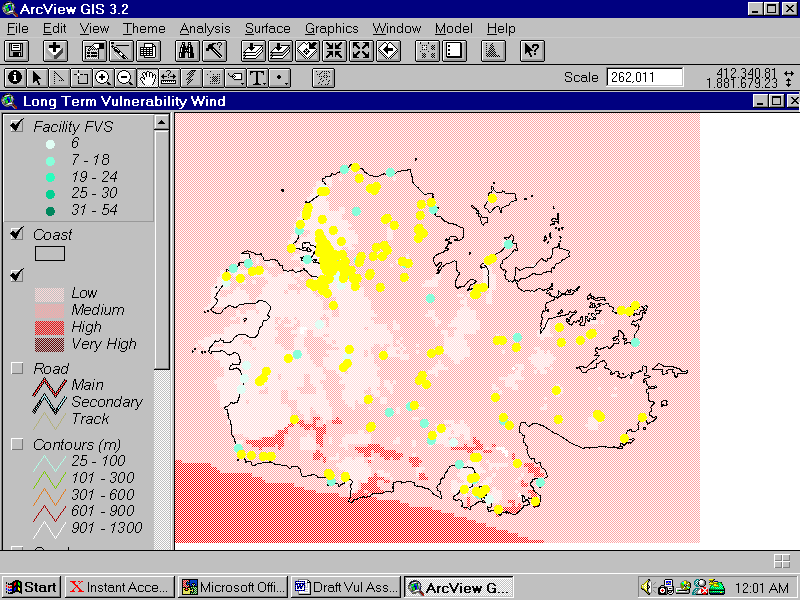 ArcView GIS 3.2
File Edit View Theme Analysis Surface Graphics Window Model Help
Scale 262,011 412,340.81
1,881,679.23
Long Term Vulnerability Wind
Facility FVS
6
7 - 18
19 - 24
25 - 30
31 - 54
Coast
Low
Medium
High
Very High
Road
Main
Secondary
Track
Contours (m)
25 - 100
101 - 300
301 - 600
601 - 900
901 - 1300
Start X Instant Acce... Microsoft Offi... Draft Vul Ass... ArcView G... 12:01 AM